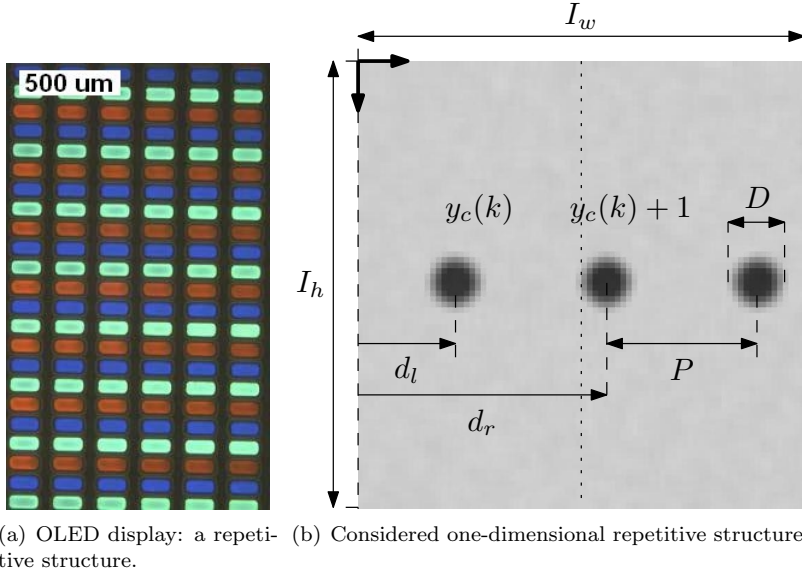 500 um
I_w
I_h
y_c(k)
y_c(k) + 1
D
d_l
P
d_r
(a) OLED display: a repeti-
tive structure.
(b) Considered one-dimensional repetitive structure